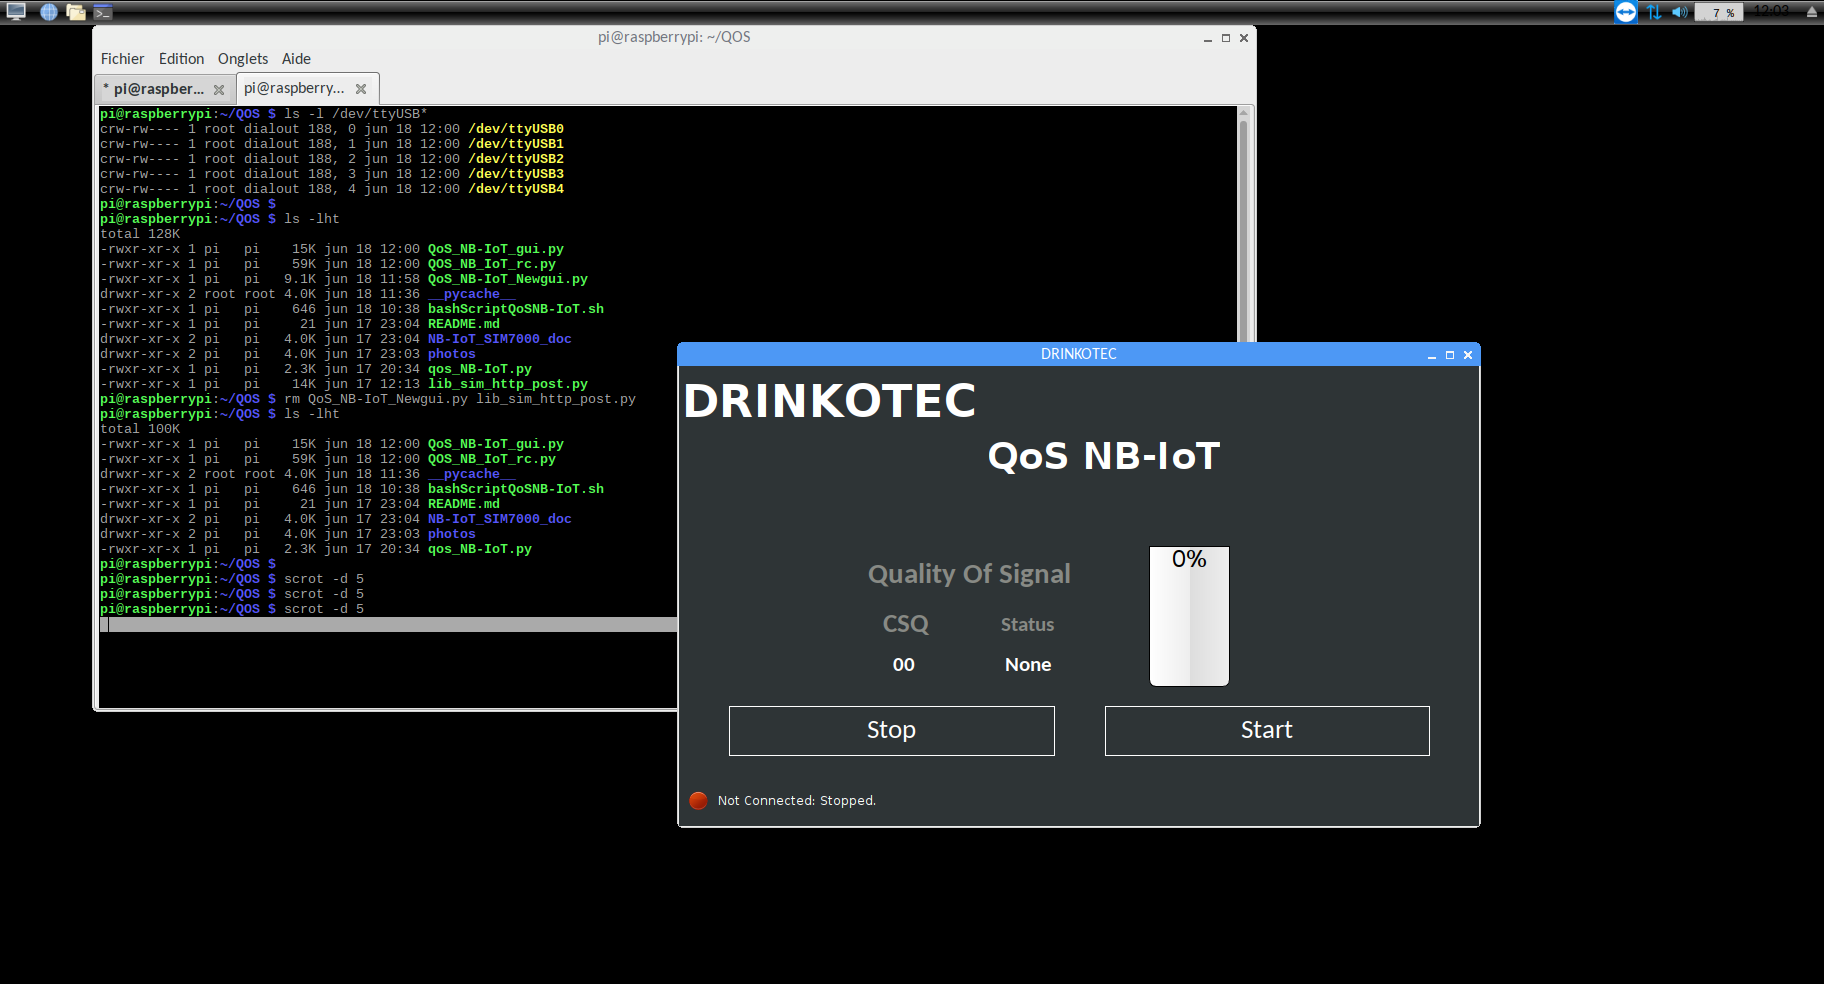 7 %
12:03
pi@raspberrypi: ~/QOS
Fichier Edition Onglets Aide
* pi@raspber... pi@raspberry...
pi@raspberrypi:~/QOS $ ls -l /dev/ttyUSB*
crw-rw---- 1 root dialout 188, 0 jun 18 12:00 /dev/ttyUSB0
crw-rw---- 1 root dialout 188, 1 jun 18 12:00 /dev/ttyUSB1
crw-rw---- 1 root dialout 188, 2 jun 18 12:00 /dev/ttyUSB2
crw-rw---- 1 root dialout 188, 3 jun 18 12:00 /dev/ttyUSB3
crw-rw---- 1 root dialout 188, 4 jun 18 12:00 /dev/ttyUSB4
pi@raspberrypi:~/QOS $
pi@raspberrypi:~/QOS $ ls -lht
total 128K
-rwxr-xr-x 1 pi   pi    15K jun 18 12:00 QoS_NB-IoT_gui.py
-rwxr-xr-x 1 pi   pi    59K jun 18 12:00 QOS_NB_IoT_rc.py
-rwxr-xr-x 1 pi   pi   9.1K jun 18 11:58 QoS_NB-IoT_Newgui.py
drwxr-xr-x 2 root root 4.0K jun 18 11:36 __pycache__
-rwxr-xr-x 1 pi   pi    646 jun 18 10:38 bashScriptQoSNB-IoT.sh
-rwxr-xr-x 1 pi   pi     21 jun 17 23:04 README.md
drwxr-xr-x 2 pi   pi   4.0K jun 17 23:04 NB-IoT_SIM7000_doc
drwxr-xr-x 2 pi   pi   4.0K jun 17 23:03 photos
-rwxr-xr-x 1 pi   pi   2.3K jun 17 20:34 qos_NB-IoT.py
-rwxr-xr-x 1 pi   pi    14K jun 17 12:13 lib_sim_http_post.py
pi@raspberrypi:~/QOS $ rm QoS_NB-IoT_Newgui.py lib_sim_http_post.py
pi@raspberrypi:~/QOS $ ls -lht
total 100K
-rwxr-xr-x 1 pi   pi    15K jun 18 12:00 QoS_NB-IoT_gui.py
-rwxr-xr-x 1 pi   pi    59K jun 18 12:00 QOS_NB_IoT_rc.py
drwxr-xr-x 2 root root 4.0K jun 18 11:36 __pycache__
-rwxr-xr-x 1 pi   pi    646 jun 18 10:38 bashScriptQoSNB-IoT.sh
-rwxr-xr-x 1 pi   pi     21 jun 17 23:04 README.md
drwxr-xr-x 2 pi   pi   4.0K jun 17 23:04 NB-IoT_SIM7000_doc
drwxr-xr-x 2 pi   pi   4.0K jun 17 23:03 photos
-rwxr-xr-x 1 pi   pi   2.3K jun 17 20:34 qos_NB-IoT.py
pi@raspberrypi:~/QOS $
pi@raspberrypi:~/QOS $ scrot -d 5
pi@raspberrypi:~/QOS $ scrot -d 5
pi@raspberrypi:~/QOS $ scrot -d 5
DRINKOTEC
DRINKOTEC
QoS NB-IoT
0%
Quality Of Signal
CSQ Status
00 None
Stop Start
Not Connected: Stopped.